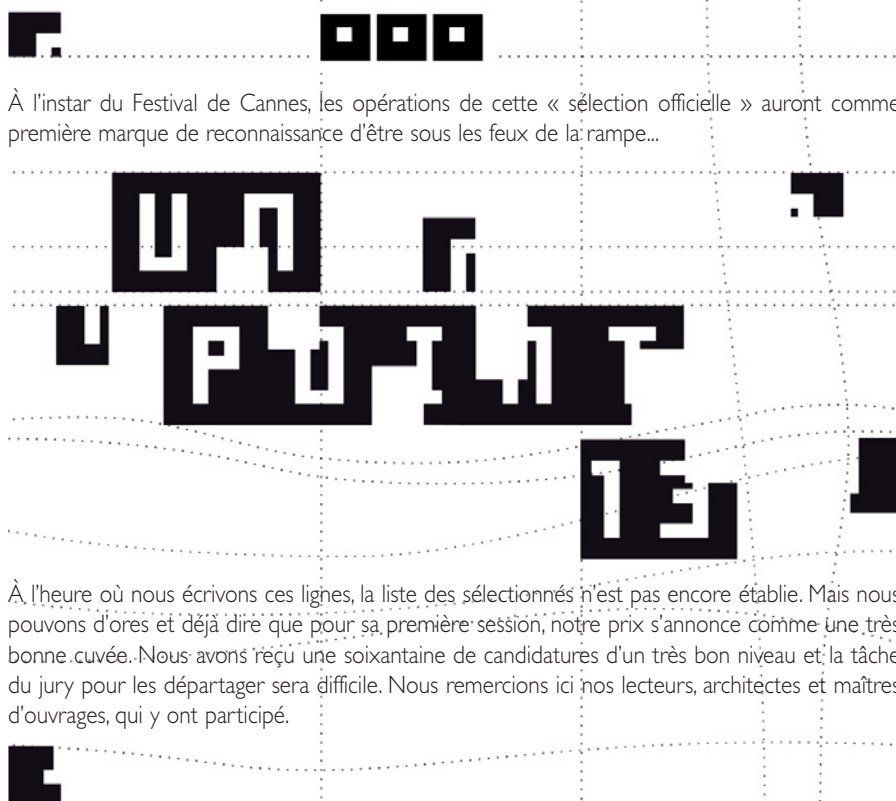 À l’instar du Festival de Cannes, les opérations de cette « sélection officielle » auront comme
première marque de reconnaissance d’être sous les feux de la rampe...
un
POINT
13
À l’heure où nous écrivons ces lignes, la liste des sélectionnés n’est pas encore établie. Mais nous
pouvons d’ores et déjà dire que pour sa première session, notre prix s’annonce comme une très
bonne cuvée. Nous avons reçu une soixantaine de candidatures d’un très bon niveau et la tâche
du jury pour les départager sera difficile. Nous remercions ici nos lecteurs, architectes et maîtres
d’ouvrages, qui y ont participé.